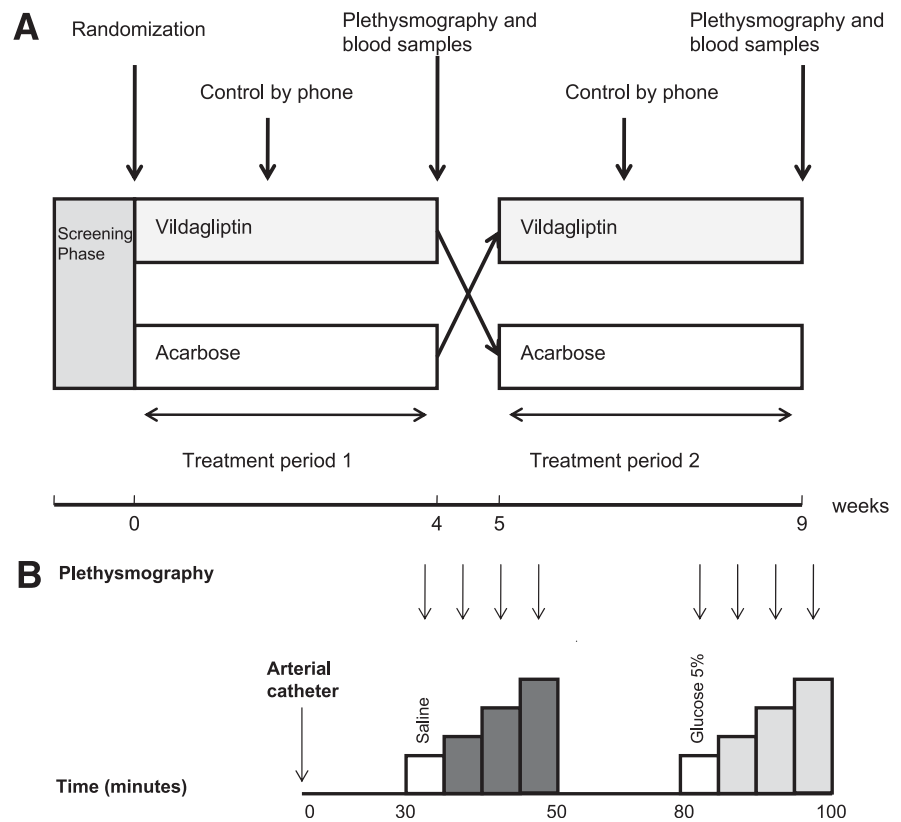 A
Randomization
Plethysmography and
blood samples
Plethysmography and
blood samples
Control by phone
Control by phone
Screening
Phase
Vildagliptin
Vildagliptin
Acarbose
Acarbose
Treatment period 1
Treatment period 2
weeks
0
4
5
9
B
Plethysmography
Arterial
catheter
Saline
Glucose 5%
Time (minutes)
0
30
50
80
100